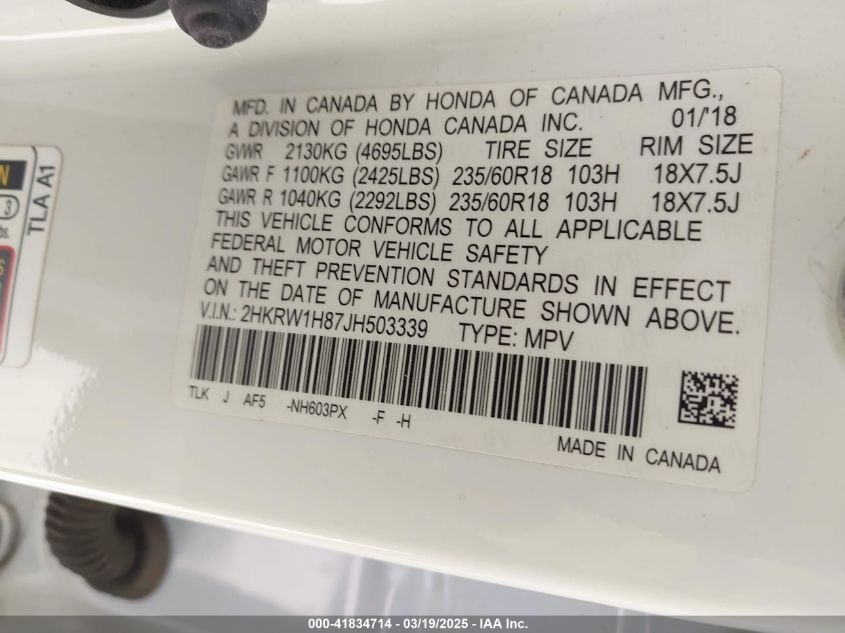 MFD. IN CANADA BY HONDA OF CANADA MFG.,
A DIVISION OF HONDA CANADA INC. 01/'18
GVWR 2130KG (4695LBS) TIRE SIZE RIM SIZE
GAWR F 1100KG (2425LBS) 235/60R18 103H 18X7.5J
GAWR R 1040KG (2292LBS) 235/60R18 103H 18X7.5J
THIS VEHICLE CONFORMS TO ALL APPLICABLE
FEDERAL MOTOR VEHICLE SAFETY
AND THEFT PREVENTION STANDARDS IN EFFECT
ON THE DATE OF MANUFACTURE SHOWN ABOVE.
V.I.N.: 2HKRW1H87JH503339 TYPE: MPV
TLK J AF5 -NH603PX -F -H
MADE IN CANADA
N
3
bs.
S
TLA A1
000-41834714 - 03/19/2025 - IAA Inc.